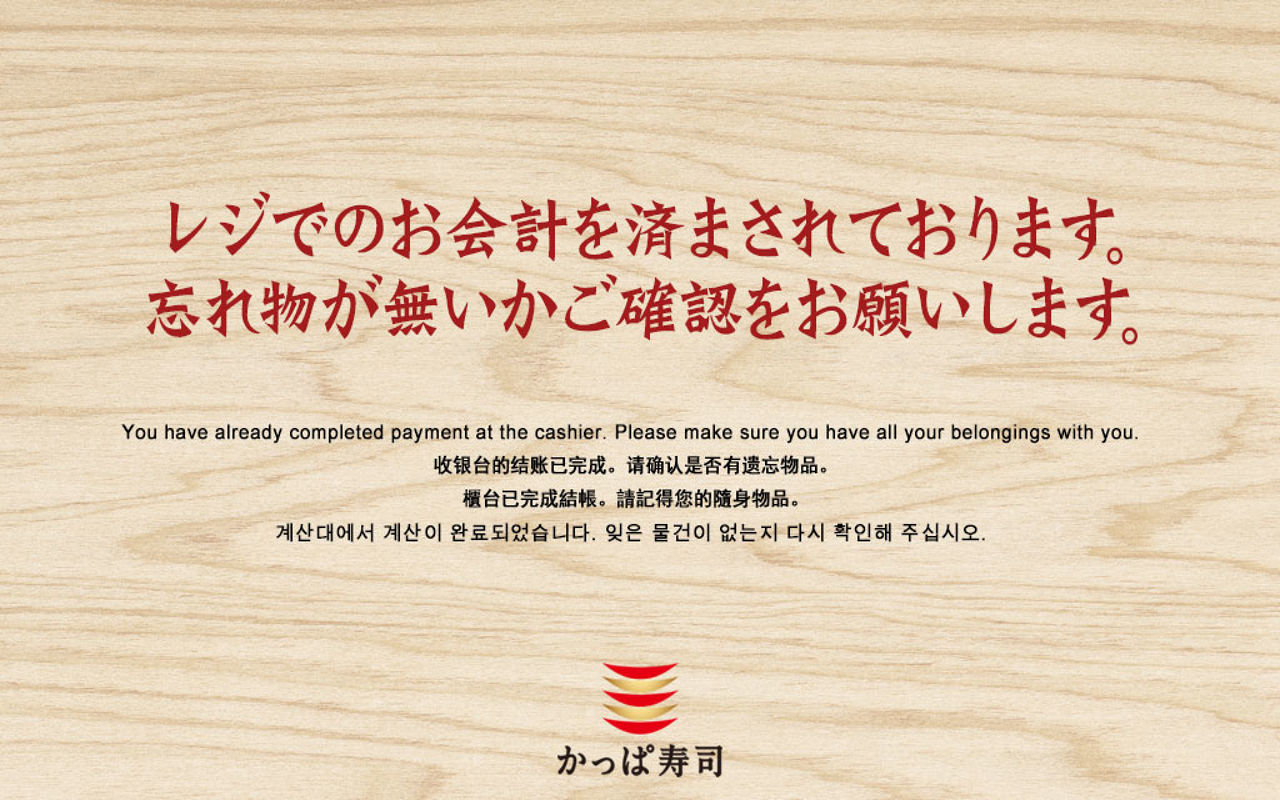 レジでのお会計を済まされております。
忘れ物が無いかご確認をお願いします。
You have already completed payment at the cashier. Please make sure you have all your belongings with you.
收银台的结账已完成。请确认是否有遗忘物品。
櫃台已完成結帳。請記得您的隨身物品。
계산대에서 계산이 완료되었습니다. 잊은 물건이 없는지 다시 확인해 주십시오.
かっぱ寿司